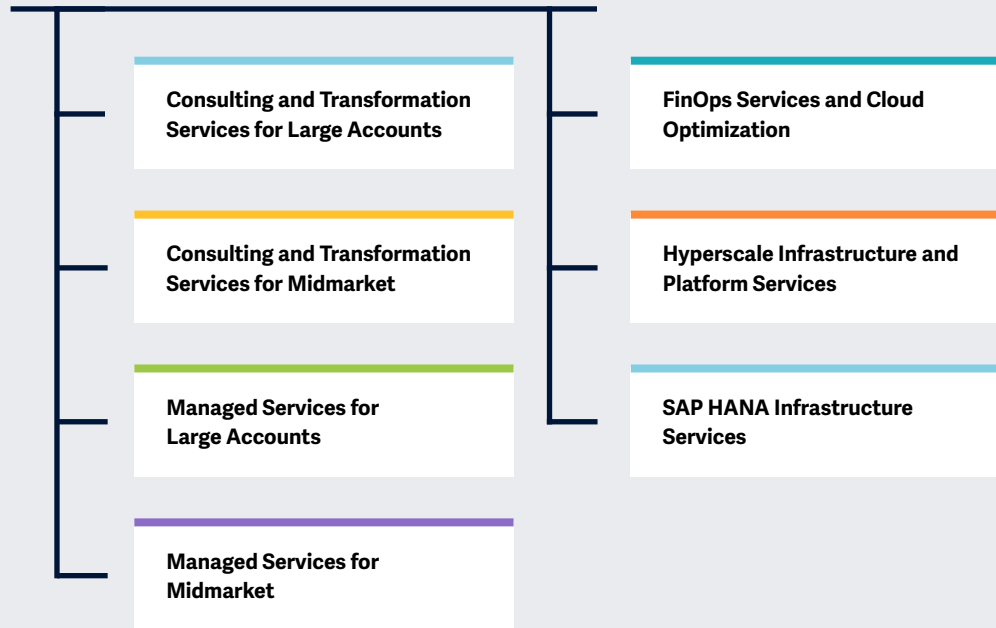 Consulting and Transformation
Services for Large Accounts
Consulting and Transformation
Services for Midmarket
Managed Services for
Large Accounts
Managed Services for
Midmarket
FinOps Services and Cloud
Optimization
Hyperscale Infrastructure and
Platform Services
SAP HANA Infrastructure
Services